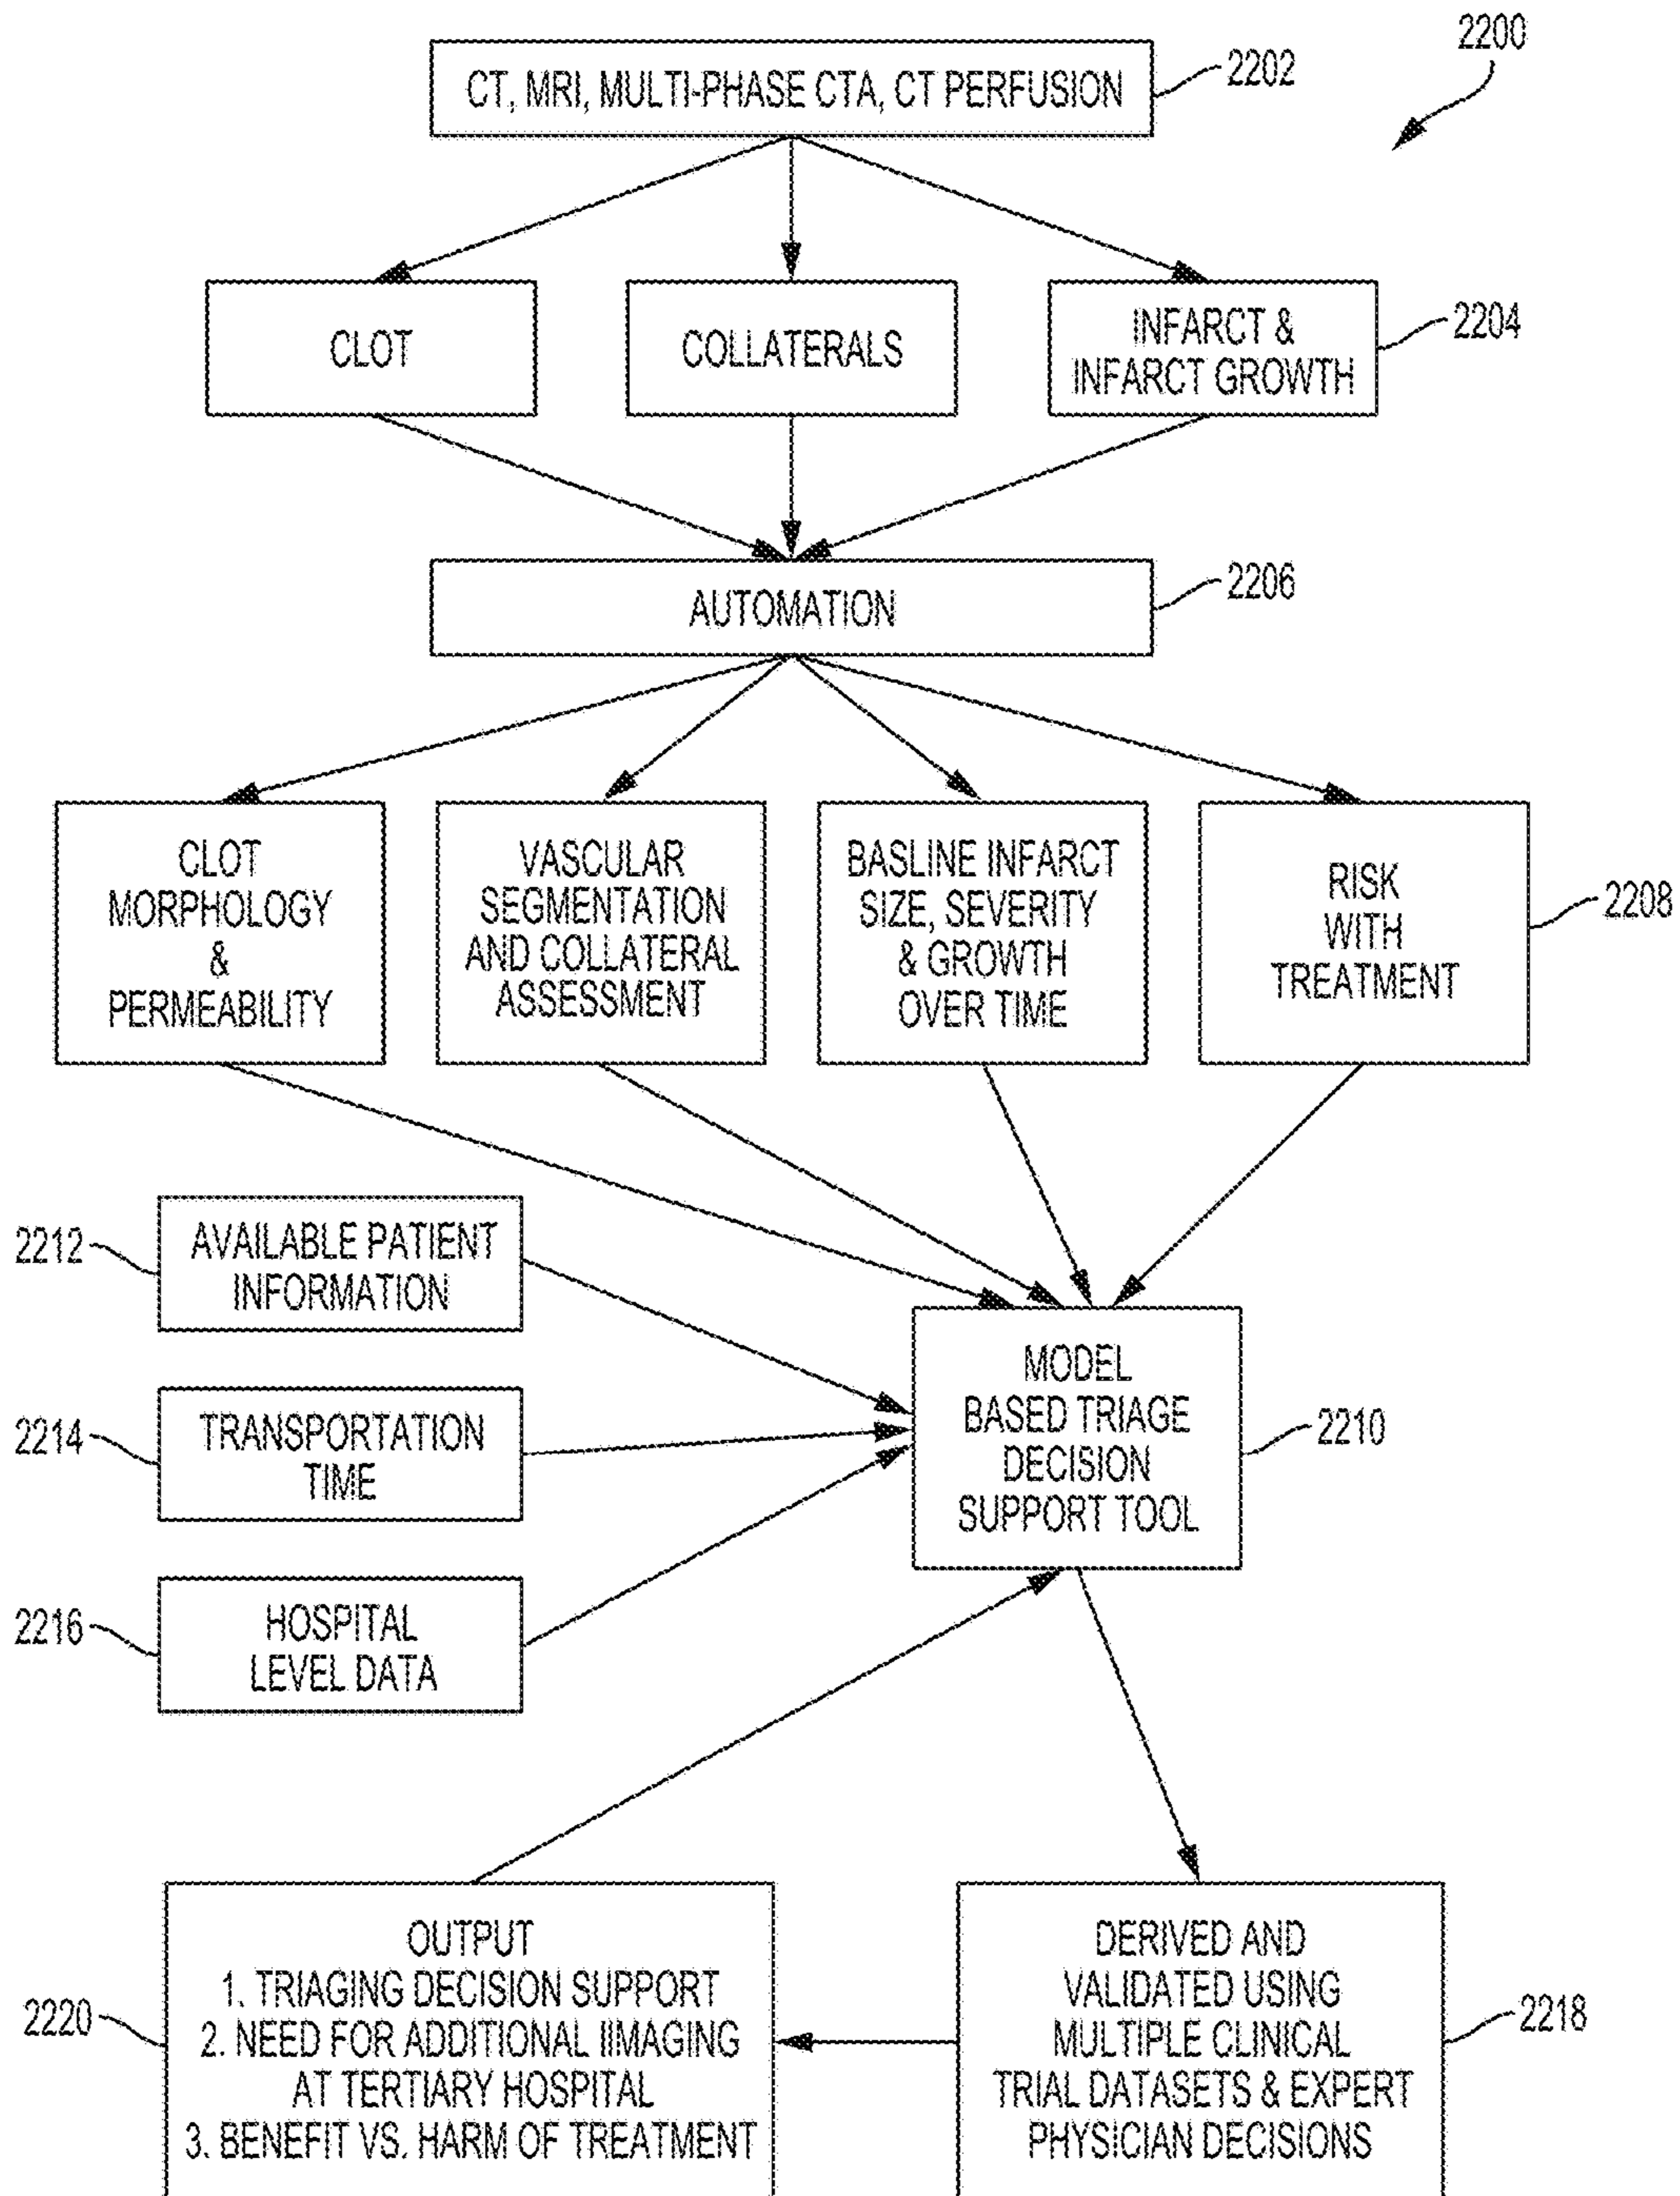 2200
CT, MRI, MULTI-PHASE CTA, CT PERFUSION
2202
CLOT
COLLATERALS
INFARCT &
INFARCT GROWTH
2204
AUTOMATION
2206
CLOT
MORPHOLOGY
&
PERMEABILITY
VASCULAR
SEGMENTATION
AND COLLATERAL
ASSESSMENT
BASLINE INFARCT
SIZE, SEVERITY
& GROWTH
OVER TIME
RISK
WITH
TREATMENT
2208
2212
AVAILABLE PATIENT
INFORMATION
2214
TRANSPORTATION
TIME
2216
HOSPITAL
LEVEL DATA
MODEL
BASED TRIAGE
DECISION
SUPPORT TOOL
2210
2220
OUTPUT
1. TRIAGING DECISION SUPPORT
2. NEED FOR ADDITIONAL IIMAGING
AT TERTIARY HOSPITAL
3. BENEFIT VS. HARM OF TREATMENT
DERIVED AND
VALIDATED USING
MULTIPLE CLINICAL
TRIAL DATASETS & EXPERT
PHYSICIAN DECISIONS
2218